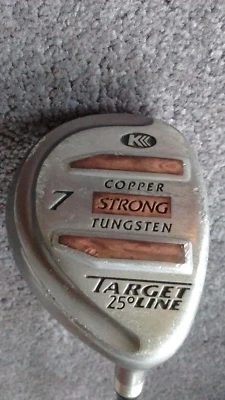 K
COPPER
7 STRONG
TUNGSTEN
TARGET
25° LINE